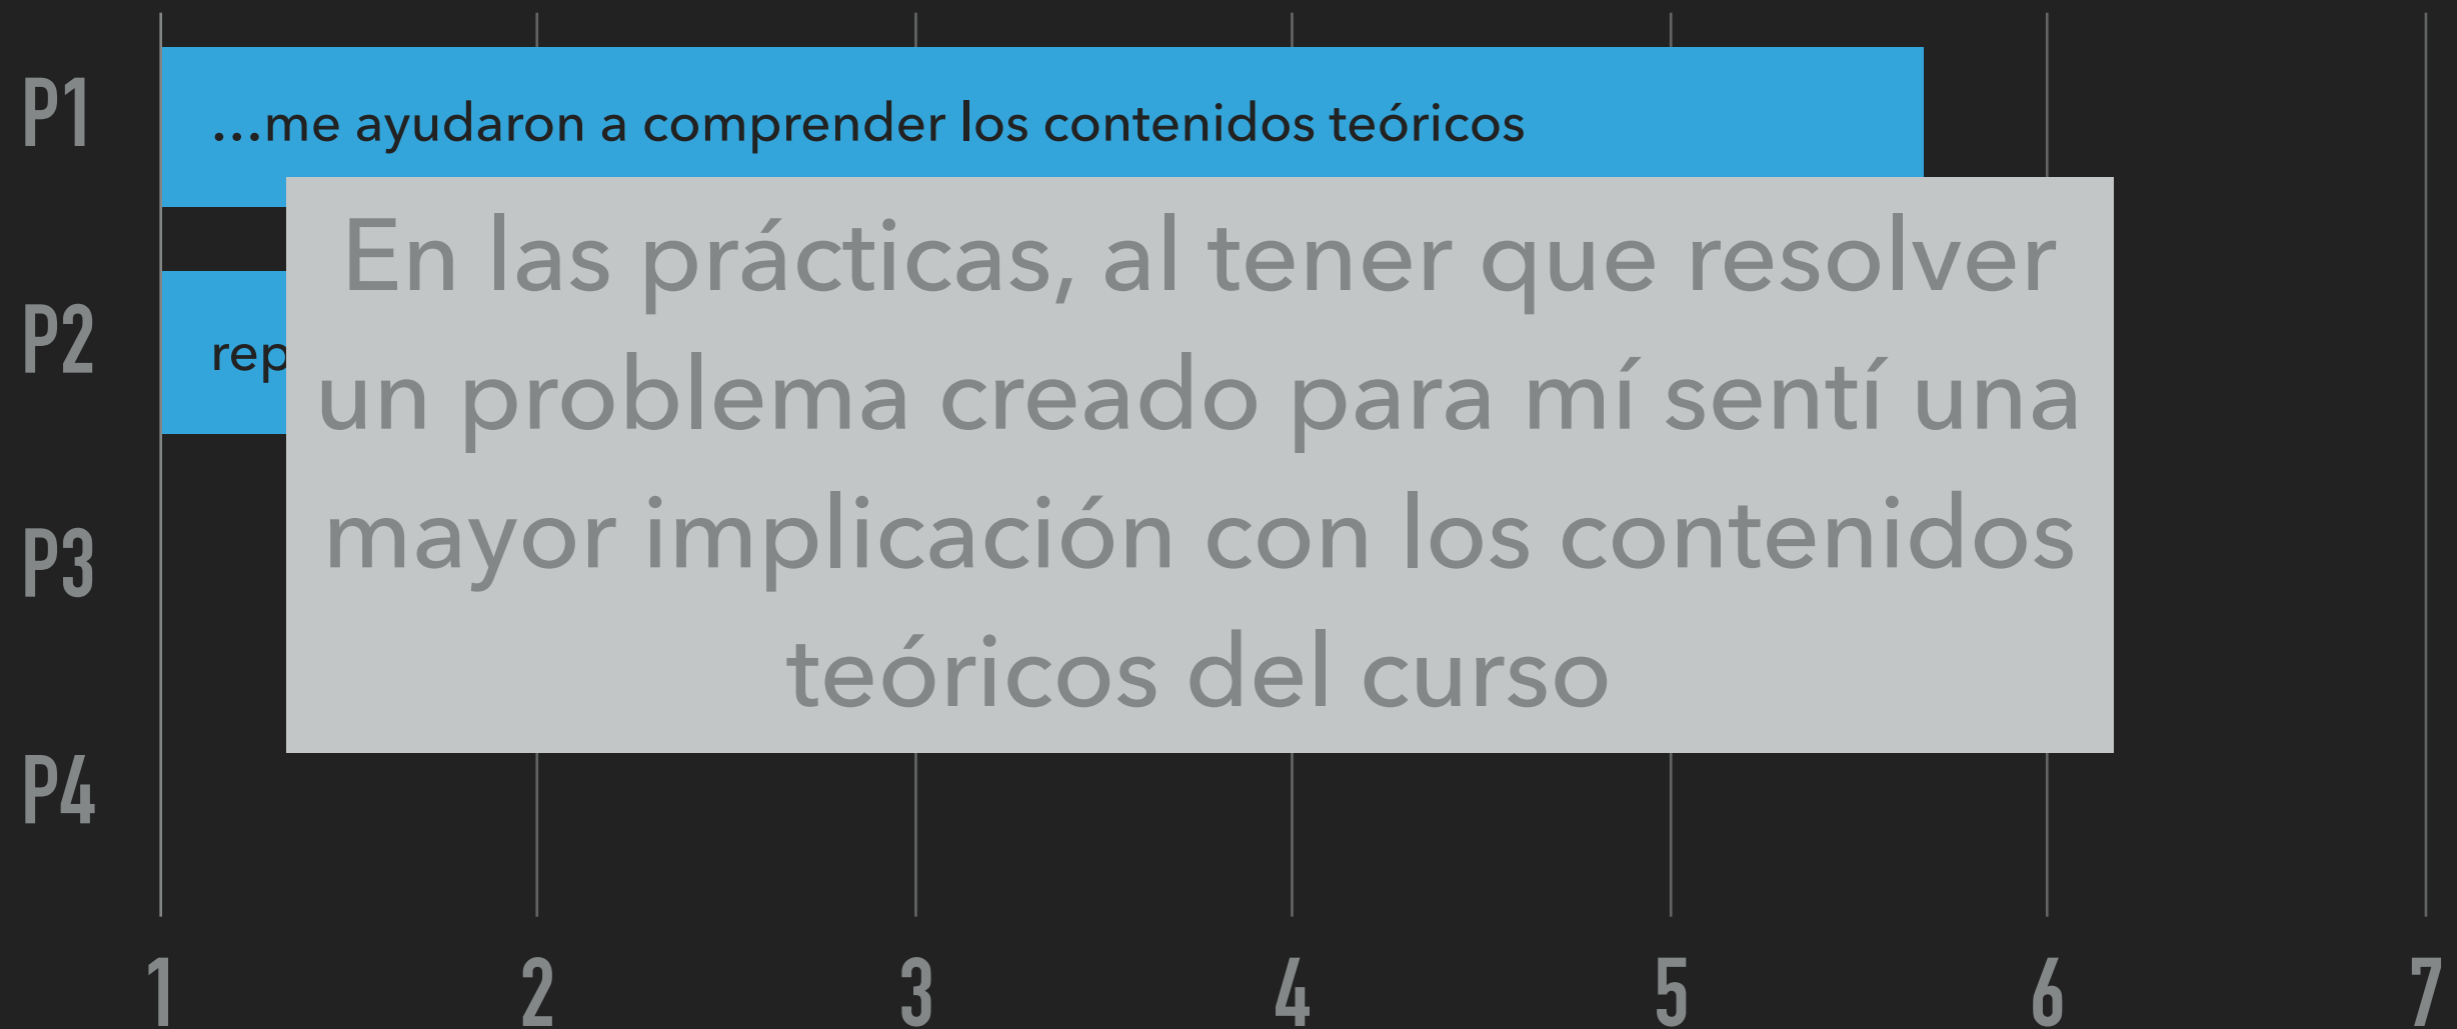 P1
...me ayudaron a comprender los contenidos teóricos
En las prácticas, al tener que resolver
P2
un problema creado para mí sentí una
mayor implicación con los contenidos
P3
teóricos del curso
P4
1 2 3 4 5 6 7